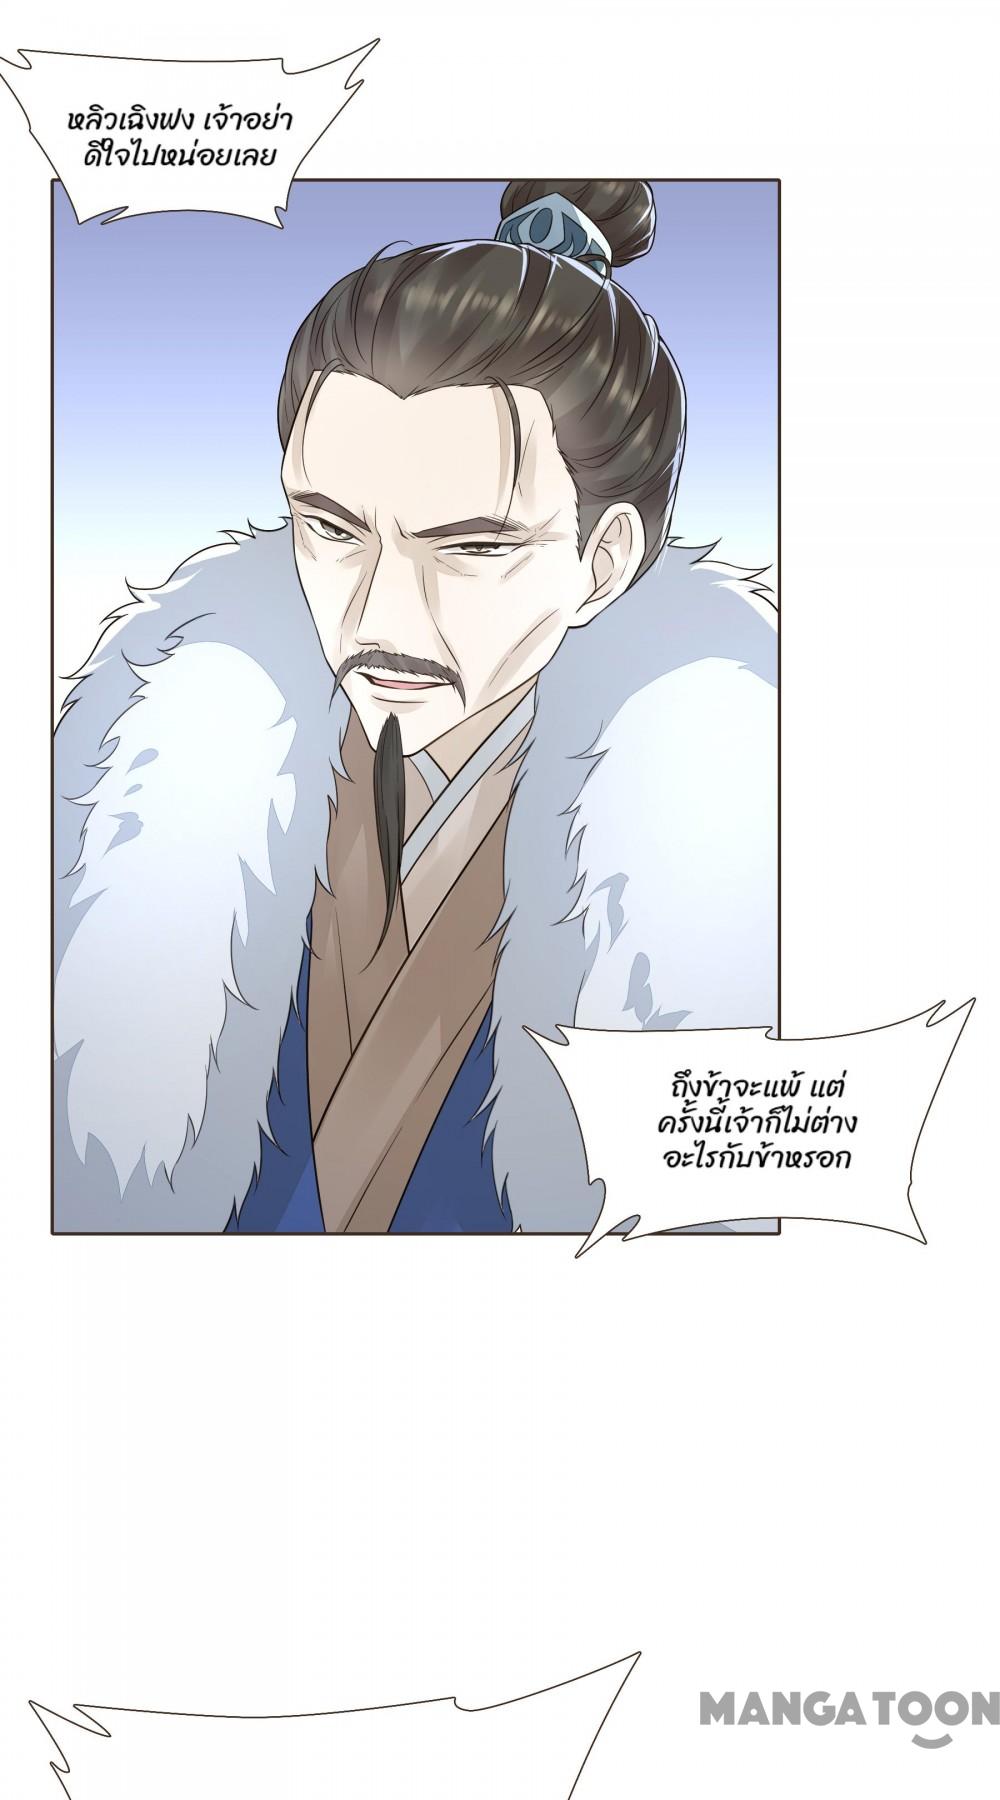 หลิวเฉิงฟง เจ้าอย่า
ดีใจไปหน่อยเลย
ถึงข้าจะแพ้ แต่
ครั้งนี้เจ้าก็ไม่ต่าง
อะไรกับข้าหรอก
MANGATOON